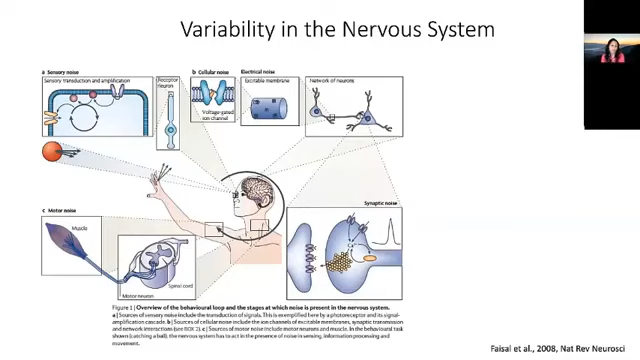 Variability in the Nervous System
a Sensory noise
Sensory transduction and amplification
Receptor
neuron
b Cellular noise
Voltage-gated
ion channel
Electrical noise
Excitable membrane
Network of neurons
c Motor noise
Muscle
Spinal cord
Motor neuron
Synaptic noise
Figure 1 | Overview of the behavioural loop and the stages at which noise is present in the nervous system.
a | Sources of sensory noise include the transduction of signals. This is exemplified here by a photoreceptor and its signal-
amplification cascade. b | Sources of cellular noise include the ion channels of excitable membranes, synaptic transmission
and network interactions (see BOX 2). c | Sources of motor noise include motor neurons and muscle. In the behavioural task
shown (catching a ball), the nervous system has to act in the presence of noise in sensing, information processing and
movement.
Faisal et al., 2008, Nat Rev Neurosci